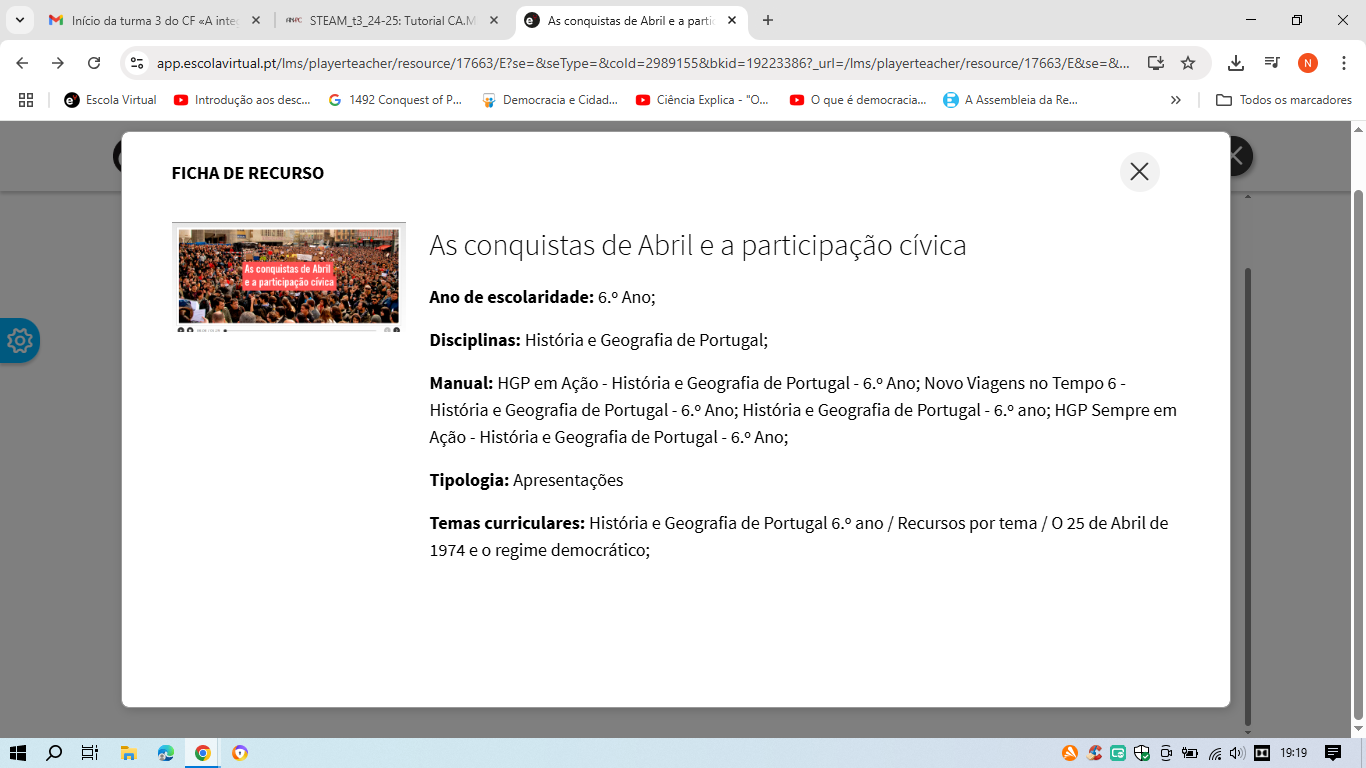 Início da turma 3 do CF «A integ
STEAM_t3_24-25: Tutorial CA.M
As conquistas de Abril e a partic
app.escolavirtual.pt/lms/playerteacher/resource/17663/E?se=&seType=&coId=2989155&bkid=19223386?_url=/lms/playerteacher/resource/17663/E&se=&...
N
Escola Virtual
Introdução aos desc...
1492 Conquest of P...
Democracia e Cidad...
Ciência Explica - "O...
O que é democracia...
A Assembleia da Re...
Todos os marcadores
FICHA DE RECURSO
As conquistas de Abril
e a participação cívica
As conquistas de Abril e a participação cívica
Ano de escolaridade: 6.º Ano;
Disciplinas: História e Geografia de Portugal;
Manual: HGP em Ação - História e Geografia de Portugal - 6.º Ano; Novo Viagens no Tempo 6 -
História e Geografia de Portugal - 6.º Ano; História e Geografia de Portugal - 6.º ano; HGP Sempre em
Ação - História e Geografia de Portugal - 6.º Ano;
Tipologia: Apresentações
Temas curriculares: História e Geografia de Portugal 6.º ano / Recursos por tema / O 25 de Abril de
1974 e o regime democrático;
19:19